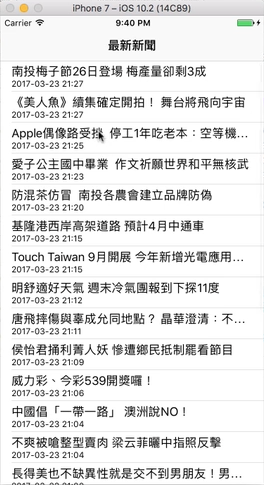 iPhone 7 – iOS 10.2 (14C89)
Carrier 9:40 PM
最新新聞
南投梅子節26日登場 梅產量卻剩3成
2017-03-23 21:27
《美人魚》續集確定開拍！ 舞台將飛向宇宙
2017-03-23 21:27
Apple偶像路受挫 停工1年吃老本：空等機…
2017-03-23 21:25
愛子公主國中畢業 作文祈願世界和平無核武
2017-03-23 21:23
防混茶仿冒 南投各農會建立品牌防偽
2017-03-23 21:20
基隆港西岸高架道路 預計4月中通車
2017-03-23 21:15
Touch Taiwan 9月開展 今年新增光電應用…
2017-03-23 21:15
明舒適好天氣 週末冷氣團報到下探11度
2017-03-23 21:12
唐飛摔傷與辜成允同地點？ 晶華澄清：不…
2017-03-23 21:11
侯怡君捅利菁人妖 慘遭鄉民抵制罷看節目
2017-03-23 21:09
威力彩、今彩539開獎囉！
2017-03-23 21:06
中國倡「一帶一路」 澳洲說NO！
2017-03-23 21:04
不爽被嗆整型賣肉 梁云菲曬中指照反擊
2017-03-23 21:04
長得美也不缺異性就是交不到男朋友！男…
2017-03-23 21:04